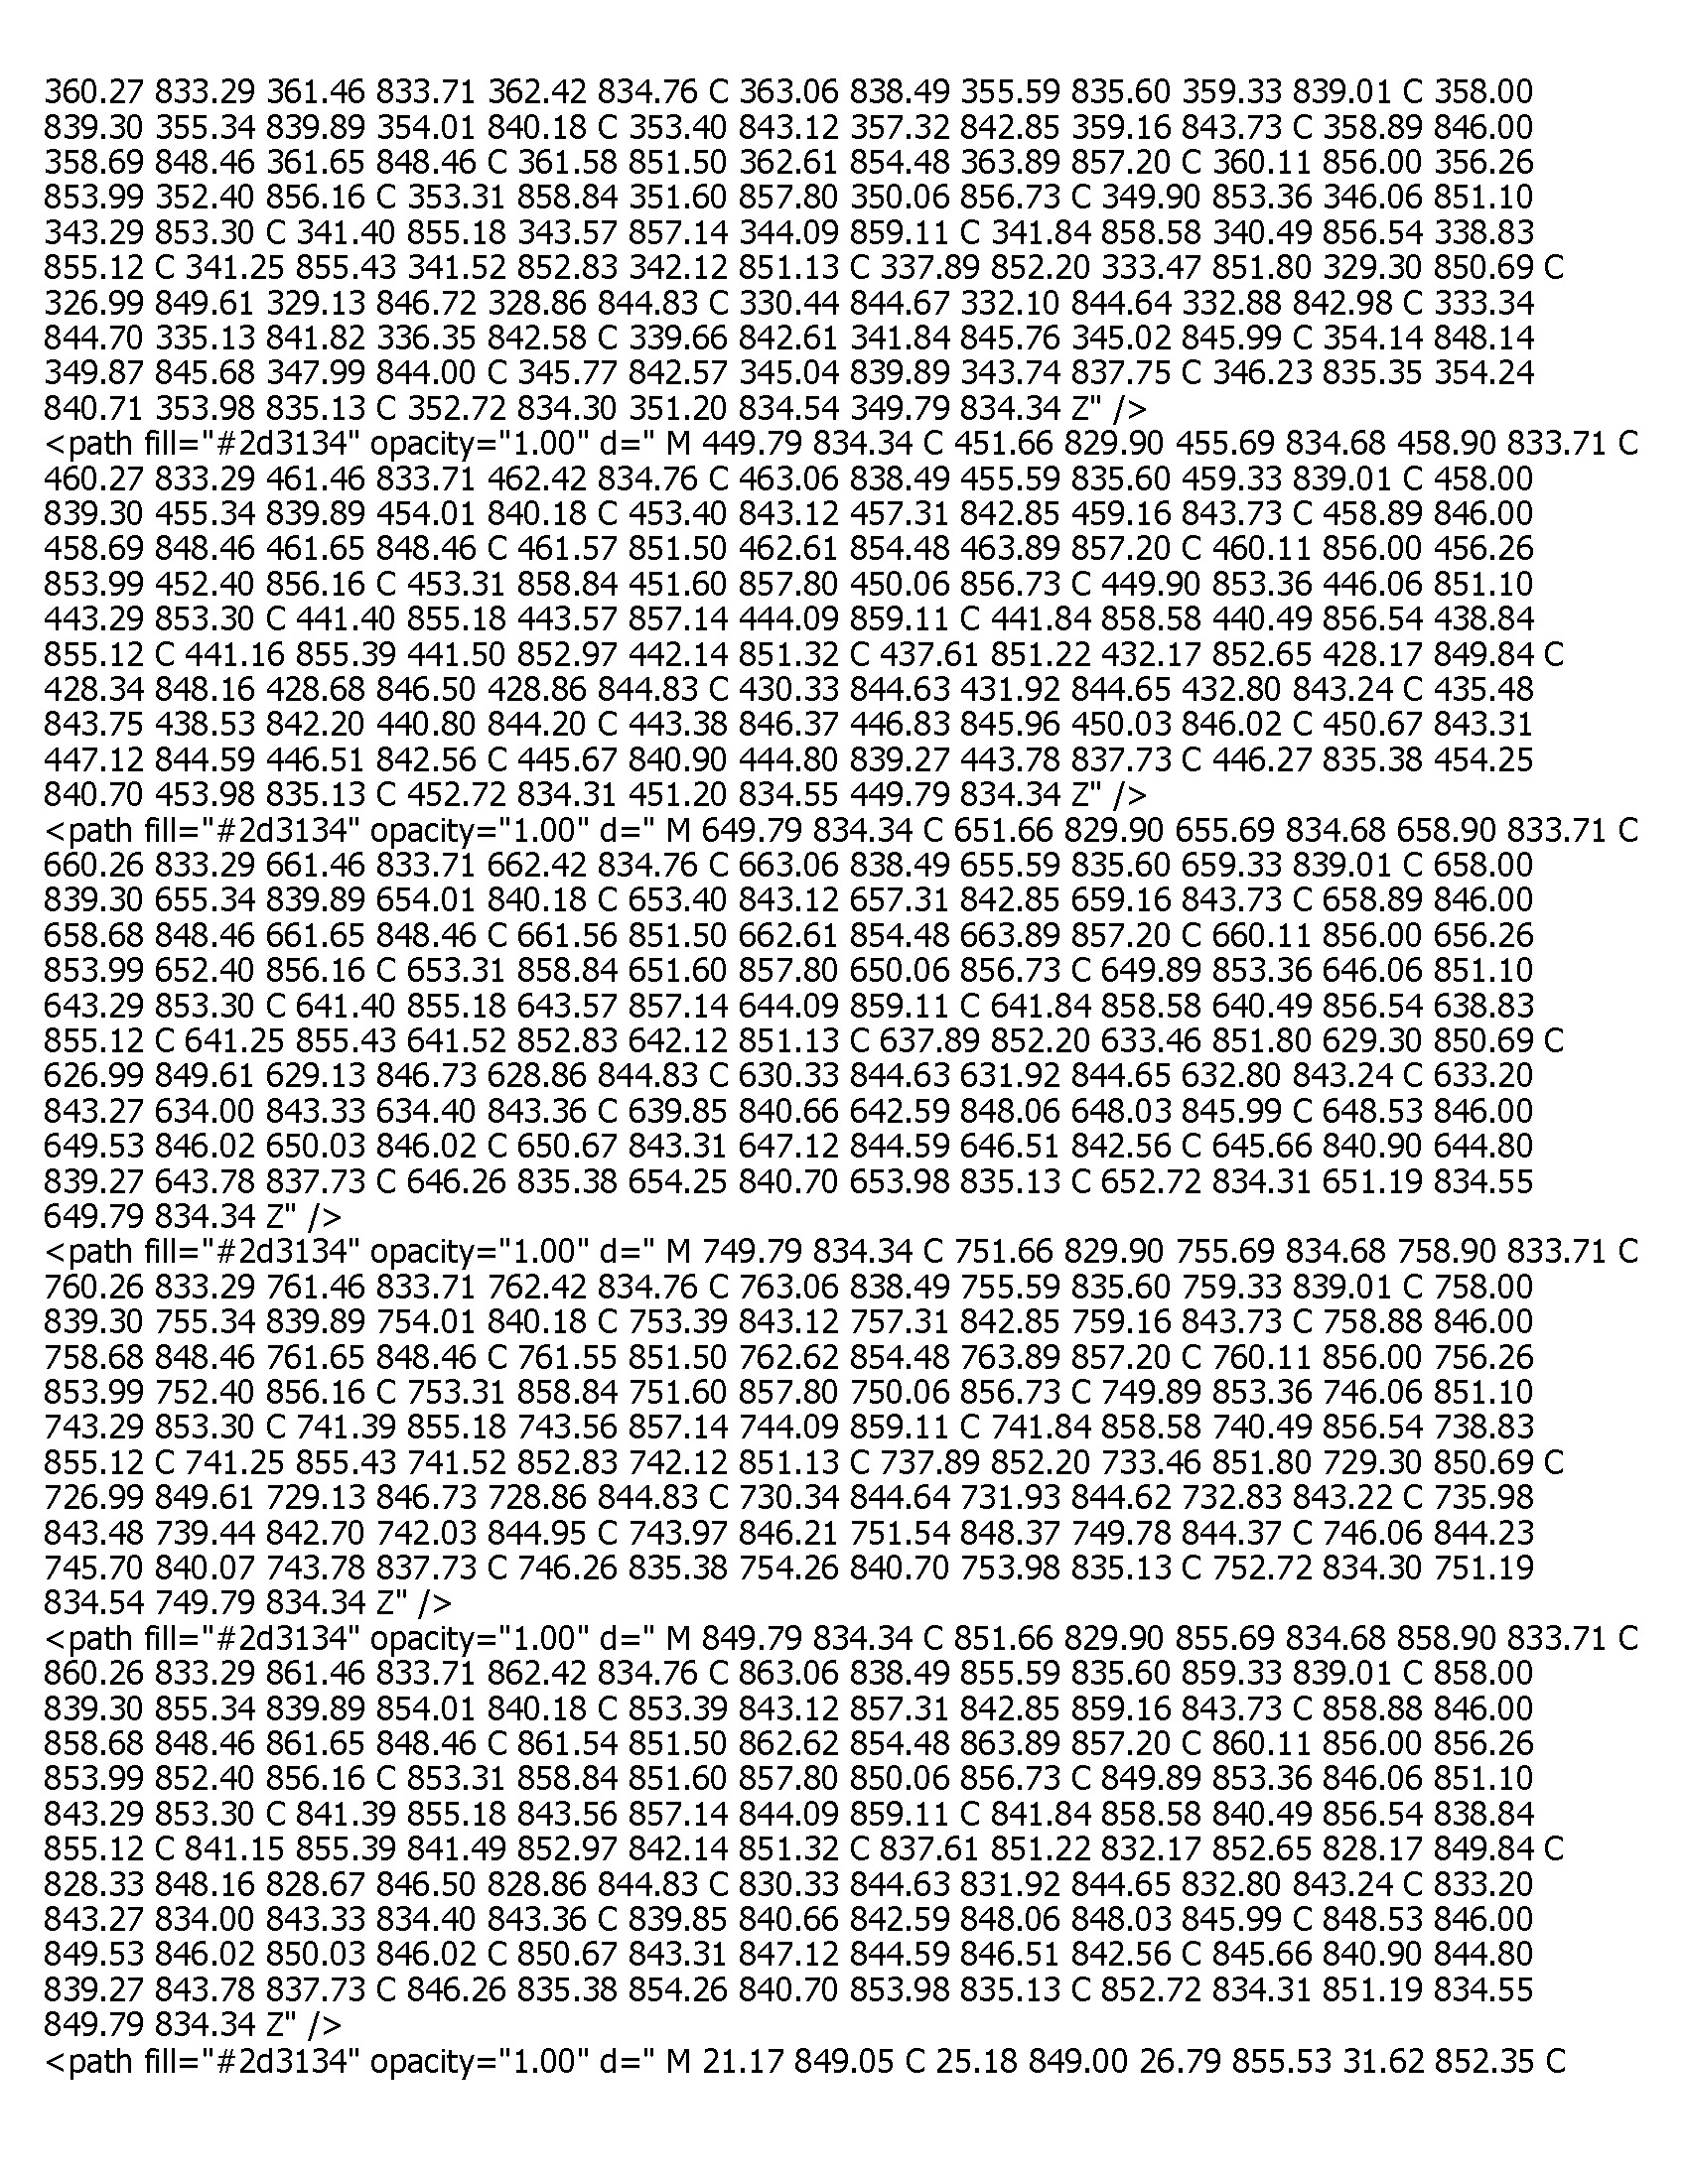 360.27 833.29 361.46 833.71 362.42 834.76 C 363.06 838.49 355.59 835.60 359.33 839.01 C 358.00
839.30 355.34 839.89 354.01 840.18 C 353.40 843.12 357.32 842.85 359.16 843.73 C 358.89 846.00
358.69 848.46 361.65 848.46 C 361.58 851.50 362.61 854.48 363.89 857.20 C 360.11 856.00 356.26
853.99 352.40 856.16 C 353.31 858.84 351.60 857.80 350.06 856.73 C 349.90 853.36 346.06 851.10
343.29 853.30 C 341.40 855.18 343.57 857.14 344.09 859.11 C 341.84 858.58 340.49 856.54 338.83
855.12 C 341.25 855.43 341.52 852.83 342.12 851.13 C 337.89 852.20 333.47 851.80 329.30 850.69 C
326.99 849.61 329.13 846.72 328.86 844.83 C 330.44 844.67 332.10 844.64 332.88 842.98 C 333.34
844.70 335.13 841.82 336.35 842.58 C 339.66 842.61 341.84 845.76 345.02 845.99 C 354.14 848.14
349.87 845.68 347.99 844.00 C 345.77 842.57 345.04 839.89 343.74 837.75 C 346.23 835.35 354.24
840.71 353.98 835.13 C 352.72 834.30 351.20 834.54 349.79 834.34 Z" />
<path fill="#2d3134" opacity="1.00" d=" M 449.79 834.34 C 451.66 829.90 455.69 834.68 458.90 833.71 C
460.27 833.29 461.46 833.71 462.42 834.76 C 463.06 838.49 455.59 835.60 459.33 839.01 C 458.00
839.30 455.34 839.89 454.01 840.18 C 453.40 843.12 457.31 842.85 459.16 843.73 C 458.89 846.00
458.69 848.46 461.65 848.46 C 461.57 851.50 462.61 854.48 463.89 857.20 C 460.11 856.00 456.26
853.99 452.40 856.16 C 453.31 858.84 451.60 857.80 450.06 856.73 C 449.90 853.36 446.06 851.10
443.29 853.30 C 441.40 855.18 443.57 857.14 444.09 859.11 C 441.84 858.58 440.49 856.54 438.84
855.12 C 441.16 855.39 441.50 852.97 442.14 851.32 C 437.61 851.22 432.17 852.65 428.17 849.84 C
428.34 848.16 428.68 846.50 428.86 844.83 C 430.33 844.63 431.92 844.65 432.80 843.24 C 435.48
843.75 438.53 842.20 440.80 844.20 C 443.38 846.37 446.83 845.96 450.03 846.02 C 450.67 843.31
447.12 844.59 446.51 842.56 C 445.67 840.90 444.80 839.27 443.78 837.73 C 446.27 835.38 454.25
840.70 453.98 835.13 C 452.72 834.31 451.20 834.55 449.79 834.34 Z" />
<path fill="#2d3134" opacity="1.00" d=" M 649.79 834.34 C 651.66 829.90 655.69 834.68 658.90 833.71 C
660.26 833.29 661.46 833.71 662.42 834.76 C 663.06 838.49 655.59 835.60 659.33 839.01 C 658.00
839.30 655.34 839.89 654.01 840.18 C 653.40 843.12 657.31 842.85 659.16 843.73 C 658.89 846.00
658.68 848.46 661.65 848.46 C 661.56 851.50 662.61 854.48 663.89 857.20 C 660.11 856.00 656.26
853.99 652.40 856.16 C 653.31 858.84 651.60 857.80 650.06 856.73 C 649.89 853.36 646.06 851.10
643.29 853.30 C 641.40 855.18 643.57 857.14 644.09 859.11 C 641.84 858.58 640.49 856.54 638.83
855.12 C 641.25 855.43 641.52 852.83 642.12 851.13 C 637.89 852.20 633.46 851.80 629.30 850.69 C
626.99 849.61 629.13 846.73 628.86 844.83 C 630.33 844.63 631.92 844.65 632.80 843.24 C 633.20
843.27 634.00 843.33 634.40 843.36 C 639.85 840.66 642.59 848.06 648.03 845.99 C 648.53 846.00
649.53 846.02 650.03 846.02 C 650.67 843.31 647.12 844.59 646.51 842.56 C 645.66 840.90 644.80
839.27 643.78 837.73 C 646.26 835.38 654.25 840.70 653.98 835.13 C 652.72 834.31 651.19 834.55
649.79 834.34 Z" />
<path fill="#2d3134" opacity="1.00" d=" M 749.79 834.34 C 751.66 829.90 755.69 834.68 758.90 833.71 C
760.26 833.29 761.46 833.71 762.42 834.76 C 763.06 838.49 755.59 835.60 759.33 839.01 C 758.00
839.30 755.34 839.89 754.01 840.18 C 753.39 843.12 757.31 842.85 759.16 843.73 C 758.88 846.00
758.68 848.46 761.65 848.46 C 761.55 851.50 762.62 854.48 763.89 857.20 C 760.11 856.00 756.26
853.99 752.40 856.16 C 753.31 858.84 751.60 857.80 750.06 856.73 C 749.89 853.36 746.06 851.10
743.29 853.30 C 741.39 855.18 743.56 857.14 744.09 859.11 C 741.84 858.58 740.49 856.54 738.83
855.12 C 741.25 855.43 741.52 852.83 742.12 851.13 C 737.89 852.20 733.46 851.80 729.30 850.69 C
726.99 849.61 729.13 846.73 728.86 844.83 C 730.34 844.64 731.93 844.62 732.83 843.22 C 735.98
843.48 739.44 842.70 742.03 844.95 C 743.97 846.21 751.54 848.37 749.78 844.37 C 746.06 844.23
745.70 840.07 743.78 837.73 C 746.26 835.38 754.26 840.70 753.98 835.13 C 752.72 834.30 751.19
834.54 749.79 834.34 Z" />
<path fill="#2d3134" opacity="1.00" d=" M 849.79 834.34 C 851.66 829.90 855.69 834.68 858.90 833.71 C
860.26 833.29 861.46 833.71 862.42 834.76 C 863.06 838.49 855.59 835.60 859.33 839.01 C 858.00
839.30 855.34 839.89 854.01 840.18 C 853.39 843.12 857.31 842.85 859.16 843.73 C 858.88 846.00
858.68 848.46 861.65 848.46 C 861.54 851.50 862.62 854.48 863.89 857.20 C 860.11 856.00 856.26
853.99 852.40 856.16 C 853.31 858.84 851.60 857.80 850.06 856.73 C 849.89 853.36 846.06 851.10
843.29 853.30 C 841.39 855.18 843.56 857.14 844.09 859.11 C 841.84 858.58 840.49 856.54 838.84
855.12 C 841.15 855.39 841.49 852.97 842.14 851.32 C 837.61 851.22 832.17 852.65 828.17 849.84 C
828.33 848.16 828.67 846.50 828.86 844.83 C 830.33 844.63 831.92 844.65 832.80 843.24 C 833.20
843.27 834.00 843.33 834.40 843.36 C 839.85 840.66 842.59 848.06 848.03 845.99 C 848.53 846.00
849.53 846.02 850.03 846.02 C 850.67 843.31 847.12 844.59 846.51 842.56 C 845.66 840.90 844.80
839.27 843.78 837.73 C 846.26 835.38 854.26 840.70 853.98 835.13 C 852.72 834.31 851.19 834.55
849.79 834.34 Z" />
<path fill="#2d3134" opacity="1.00" d=" M 21.17 849.05 C 25.18 849.00 26.79 855.53 31.62 852.35 C